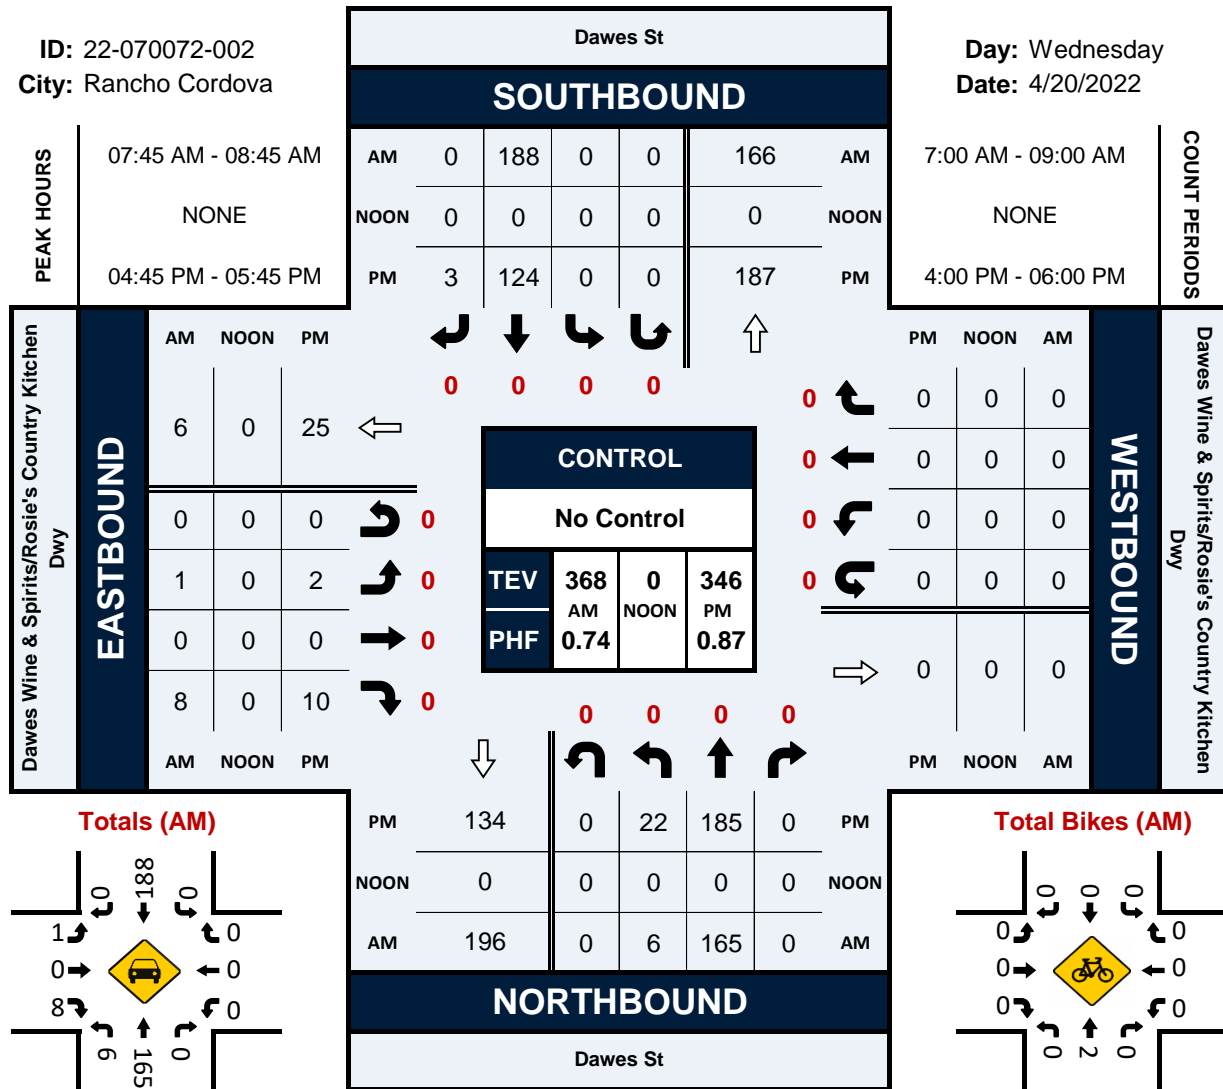 ID: 22-070072-002
City: Rancho Cordova
Day: Wednesday
Date: 4/20/2022
Dawes St
SOUTHBOUND
PEAK HOURS
07:45 AM - 08:45 AM
NONE
04:45 PM - 05:45 PM
AM 0 188 0 0 166 AM
NOON 0 0 0 0 0 NOON
PM 3 124 0 0 187 PM
7:00 AM - 09:00 AM
NONE
4:00 PM - 06:00 PM
COUNT PERIODS
0 0 0 0
Dawes Wine & Spirits/Rosie's Country Kitchen
Dwy
EASTBOUND
AM NOON PM
6 0 25
0 0 0 0
1 0 2 0
0 0 0 0
8 0 10 0
AM NOON PM
CONTROL
No Control
TEV 368 0 346
AM NOON PM
PHF 0.74 0.87
PM NOON AM
0 0 0 0
0 0 0 0
0 0 0 0
0 0 0 0
0 0 0
PM NOON AM
WESTBOUND
Dawes Wine & Spirits/Rosie's Country Kitchen
Dwy
0 0 0 0
PM 134 0 22 185 0 PM
NOON 0 0 0 0 0 NOON
AM 196 0 6 165 0 AM
NORTHBOUND
Dawes St
Totals (AM)
0 188 0
1 0
0 0
8 0
6 165 0
Total Bikes (AM)
0 0 0
0 0
0 0
0 0
0 2 0